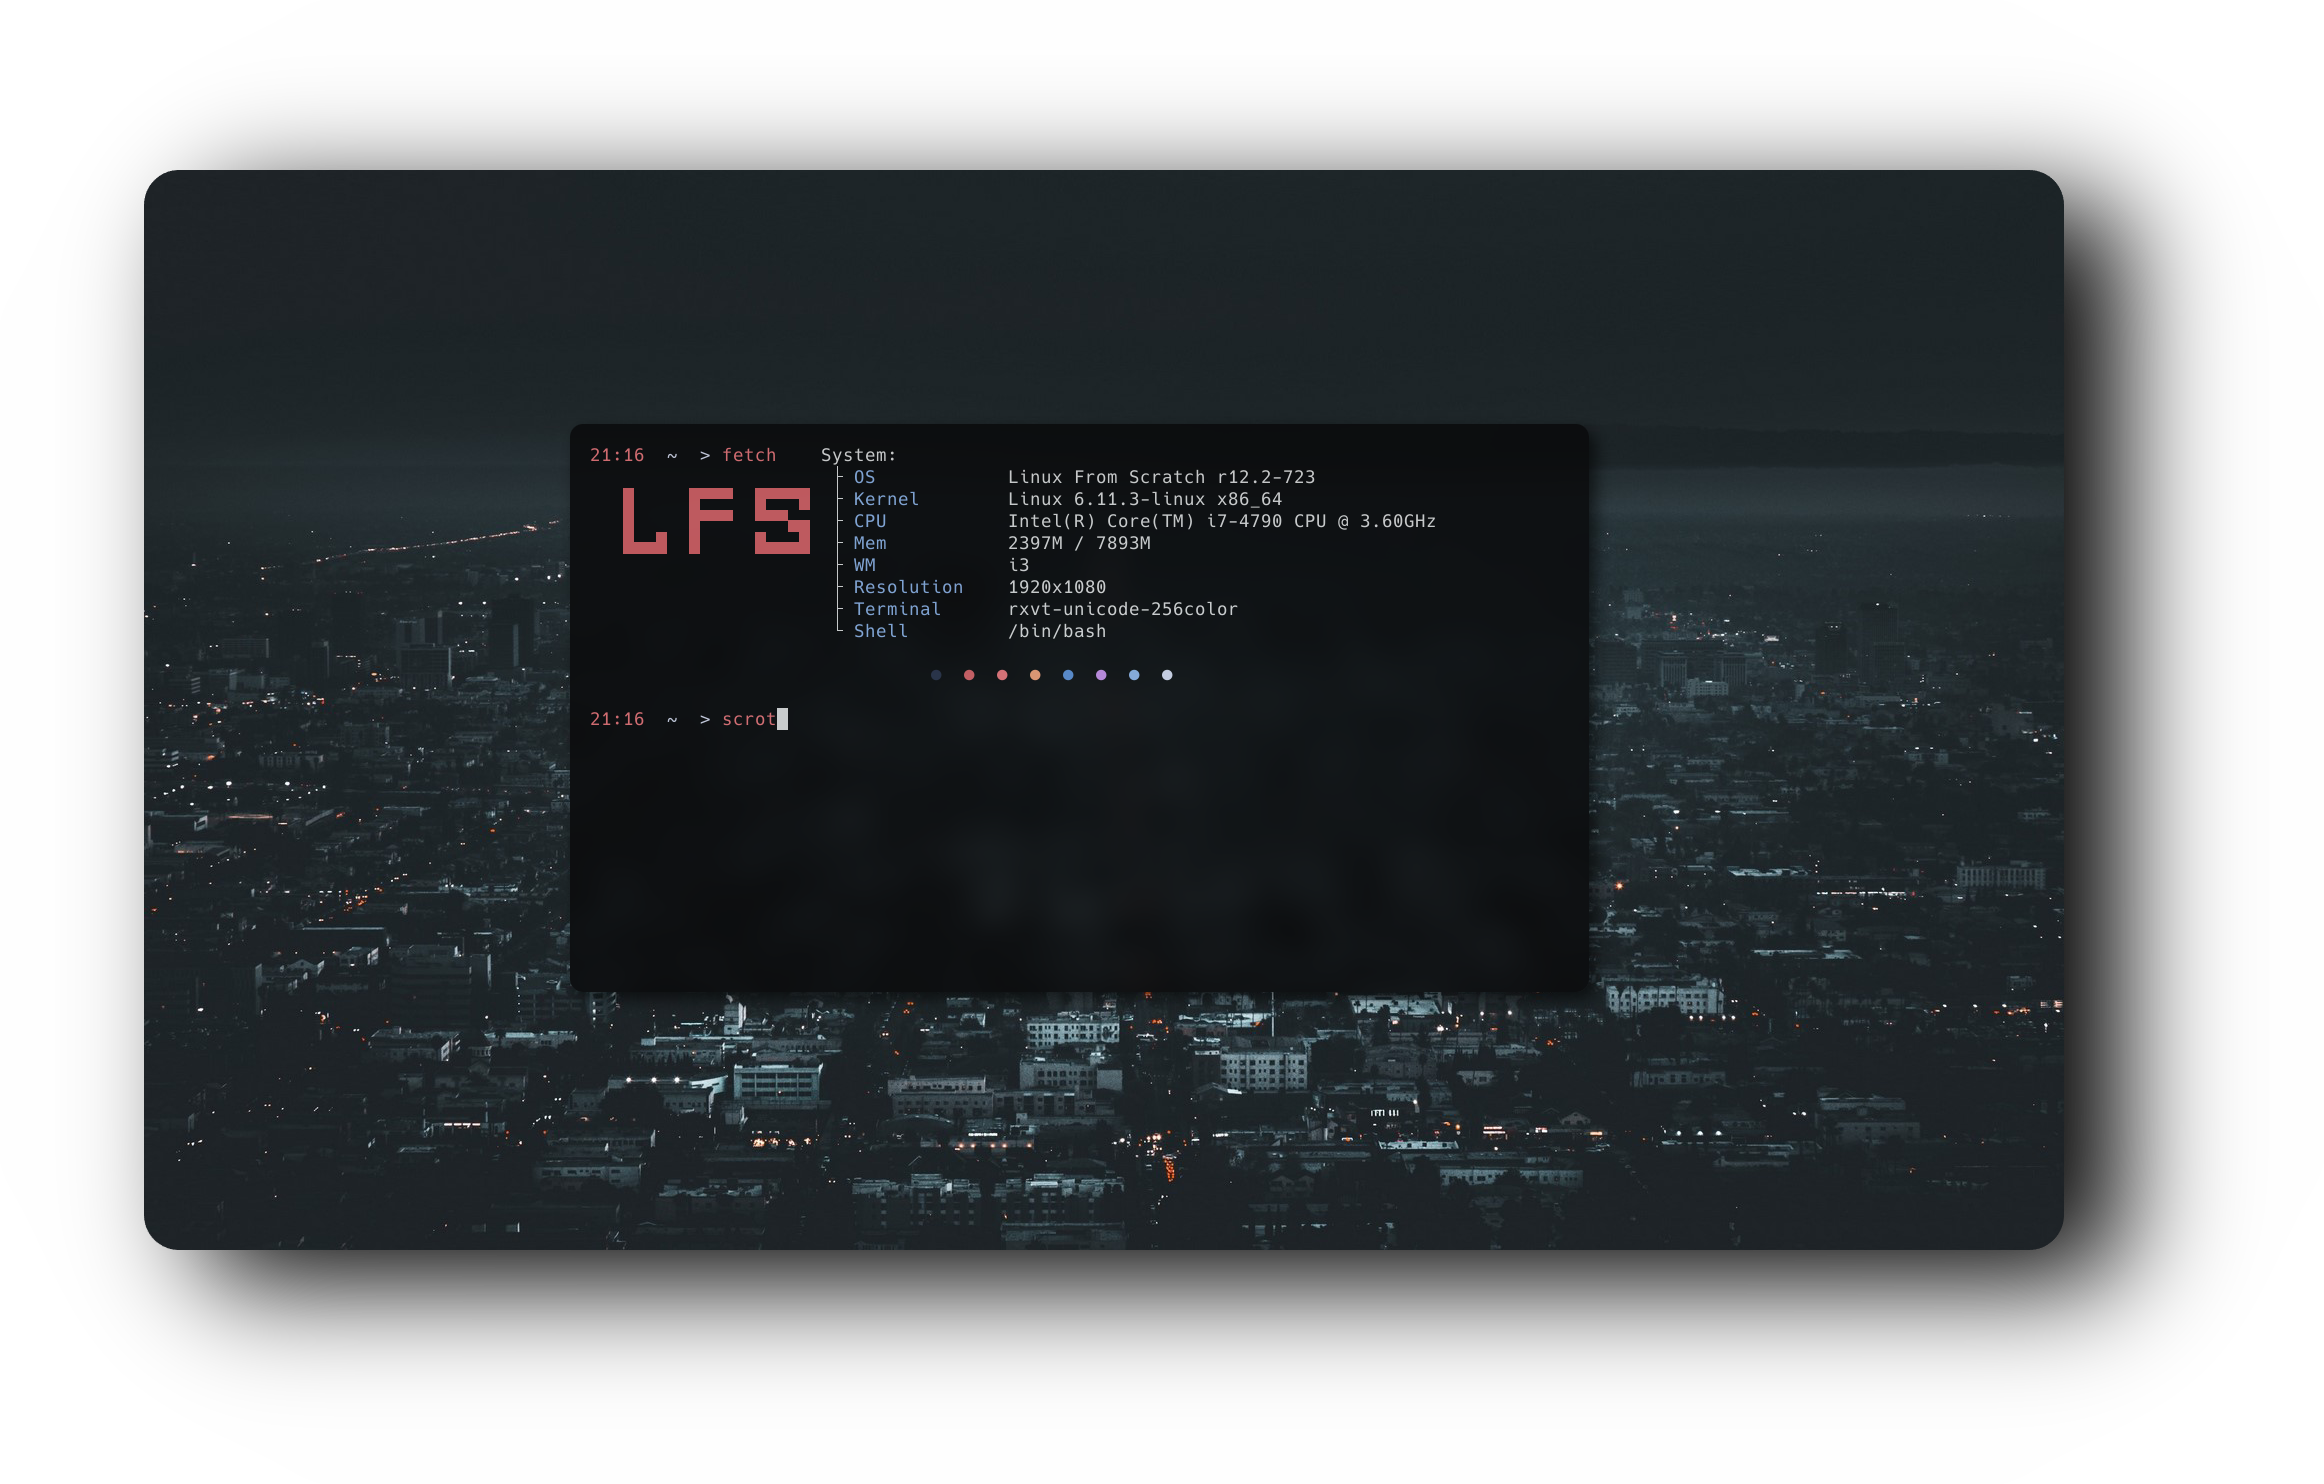 21:16 ~ > fetch System:
OS Linux From Scratch r12.2-723
Kernel Linux 6.11.3-linux x86_64
CPU Intel(R) Core(TM) i7-4790 CPU @ 3.60GHz
Mem 2397M / 7893M
WM i3
Resolution 1920x1080
Terminal rxvt-unicode-256color
Shell /bin/bash
LFS
21:16 ~ > scrot